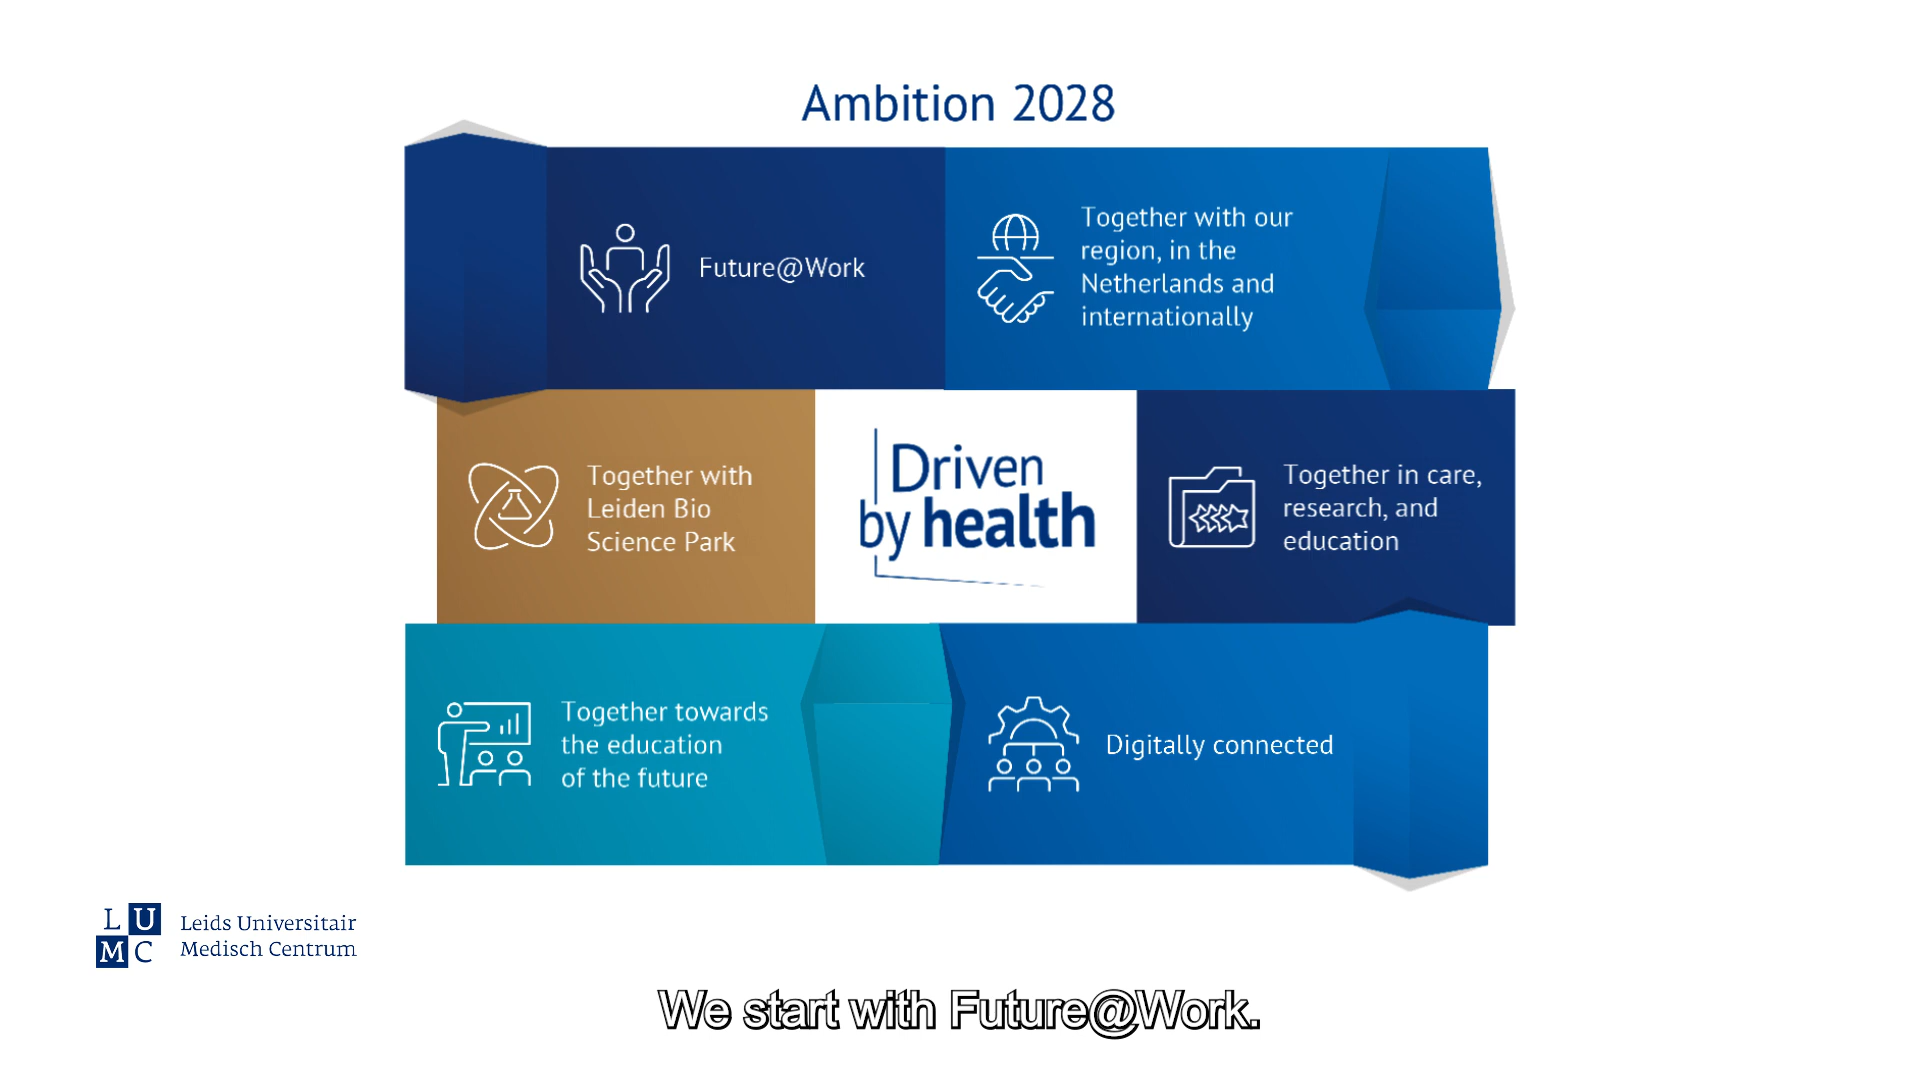 Ambition 2028
Future@Work
Together with our
region, in the
Netherlands and
internationally
Together with
Leiden Bio
Science Park
Driven
by health
Together in care,
research, and
education
Together towards
the education
of the future
Digitally connected
L U
M C
Leids Universitair
Medisch Centrum
We start with Future@Work.